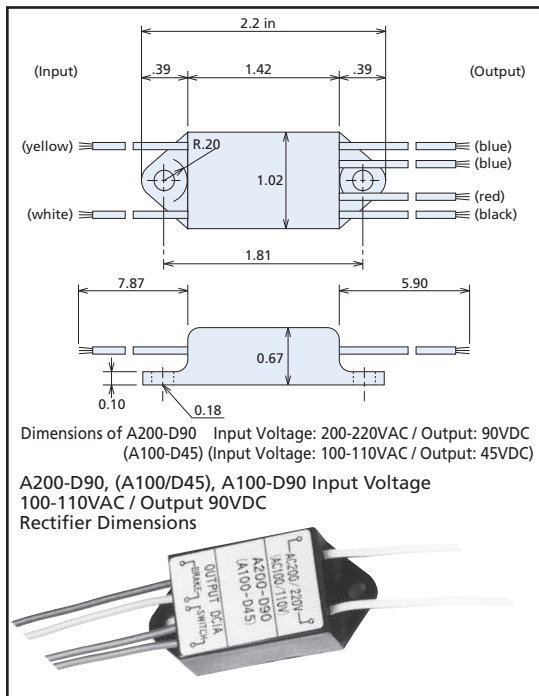 2.2 in
.39 1.42 .39
(Input) (Output)
(yellow) R.20 (blue)
(blue)
1.02
(red)
(white) (black)
1.81
7.87 5.90
0.67
0.10
0.18
Dimensions of A200-D90 Input Voltage: 200-220VAC / Output: 90VDC
(A100-D45) (Input Voltage: 100-110VAC / Output: 45VDC)
A200-D90, (A100/D45), A100-D90 Input Voltage
100-110VAC / Output 90VDC
Rectifier Dimensions
AC200/220V
(AC100/110V)
A200-D90
(A100-D45)
OUTPUT DC1A
BRAKE SWITCH